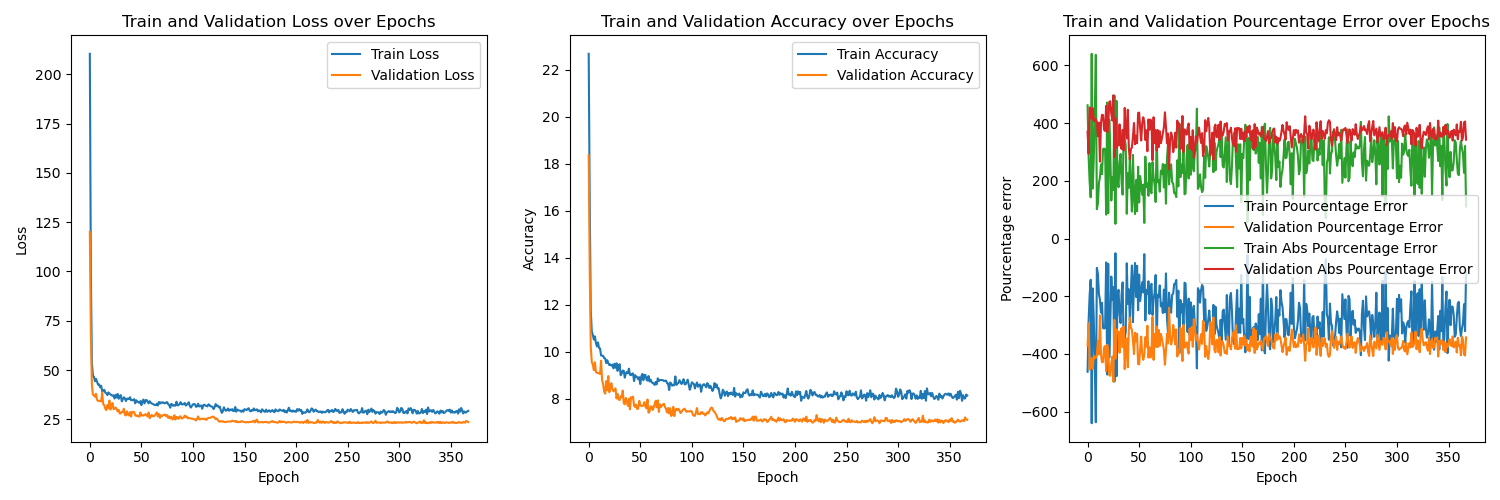 Train and Validation Loss over Epochs
Train Loss
Validation Loss
200
175
150
125
100
75
50
25
Loss
0 50 100 150 200 250 300 350
Epoch
Train and Validation Accuracy over Epochs
Train Accuracy
Validation Accuracy
22
20
18
16
14
12
10
8
Accuracy
0 50 100 150 200 250 300 350
Epoch
Train and Validation Pourcentage Error over Epochs
600
400
200
0
−200
−400
−600
Pourcentage error
Train Pourcentage Error
Validation Pourcentage Error
Train Abs Pourcentage Error
Validation Abs Pourcentage Error
0 50 100 150 200 250 300 350
Epoch